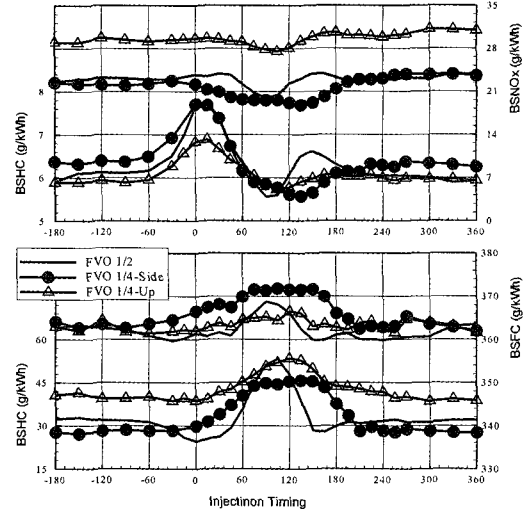 35
28
21
14
7
0
BSNOx (g/kWh)
8
7
6
5
BSHC (g/kWh)
-180 -120 -60 0 60 120 180 240 300 360
FVO 1/2
FVO 1/4-Side
FVO 1/4-Up
380
370
360
350
340
330
BSFC (g/kWh)
60
45
30
15
BSHC (g/kWh)
-180 -120 -60 0 60 120 180 240 300 360
Injectinon Timing